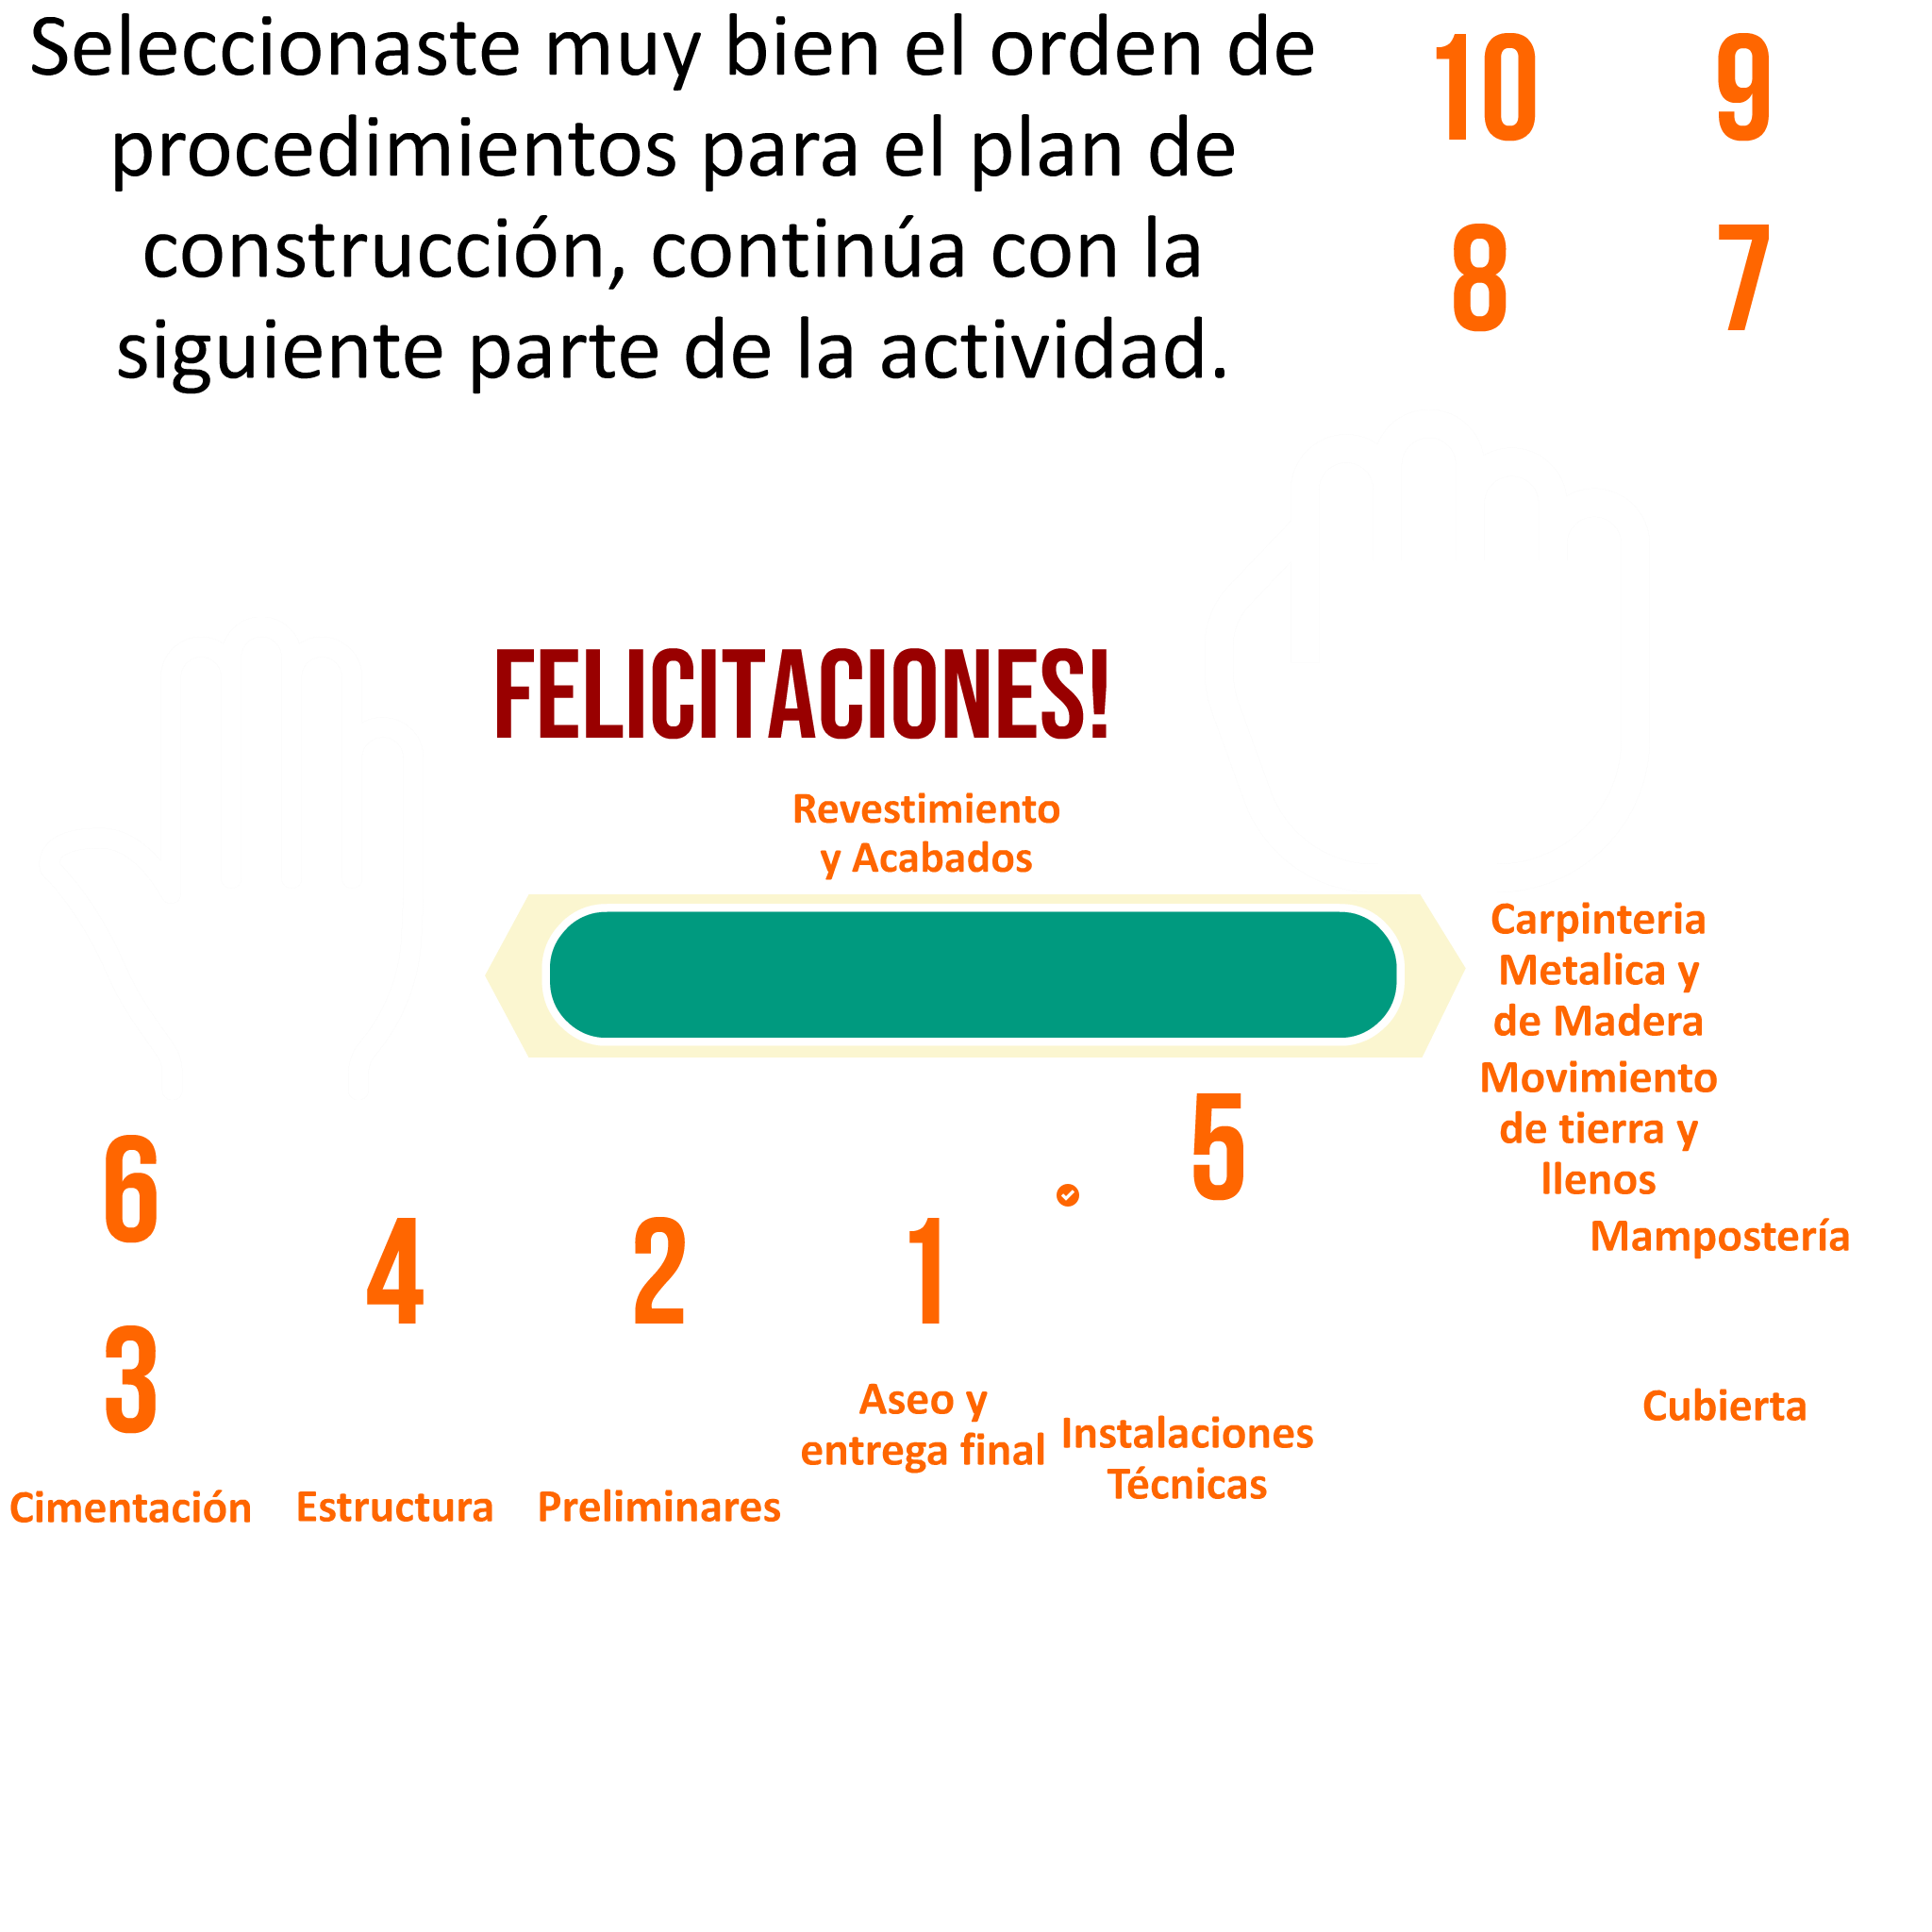 Seleccionaste muy bien el orden de
procedimientos para el plan de
construcción, continúa con la
siguiente parte de la actividad.
10
9
8
7
FELICITACIONES!
Revestimiento
y Acabados
Carpinteria
Metalica y
de Madera
Movimiento
de tierra y
llenos
Mampostería
5
6
4
2
1
3
Aseo y
entrega final
Instalaciones
Técnicas
Cubierta
Cimentación
Estructura
Preliminares